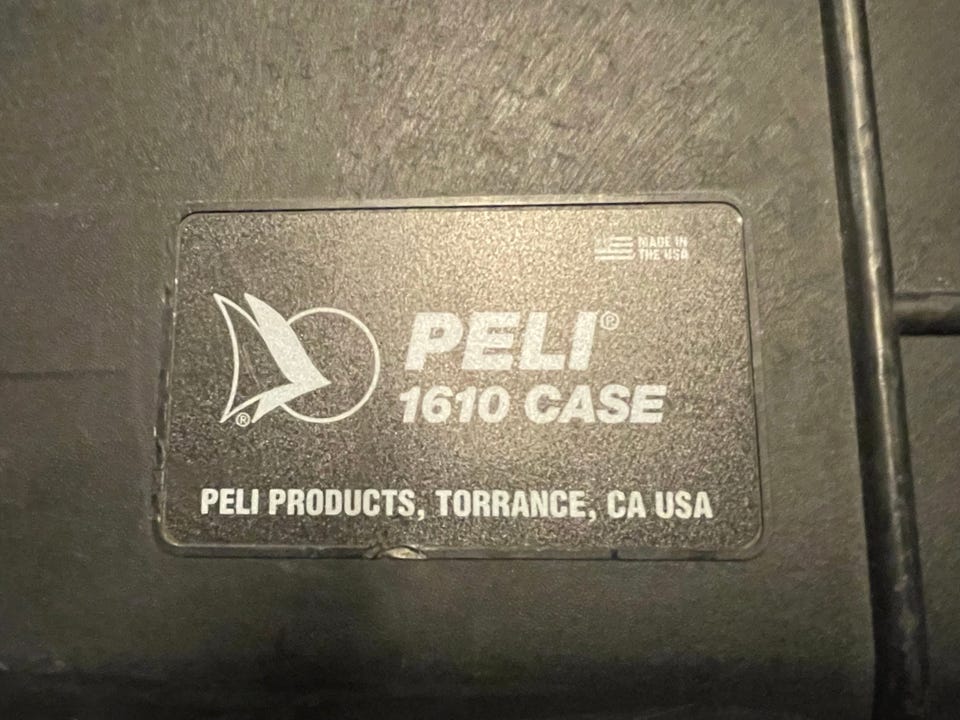 MADE IN
THE USA
PELI®
1610 CASE
®
PELI PRODUCTS, TORRANCE, CA USA